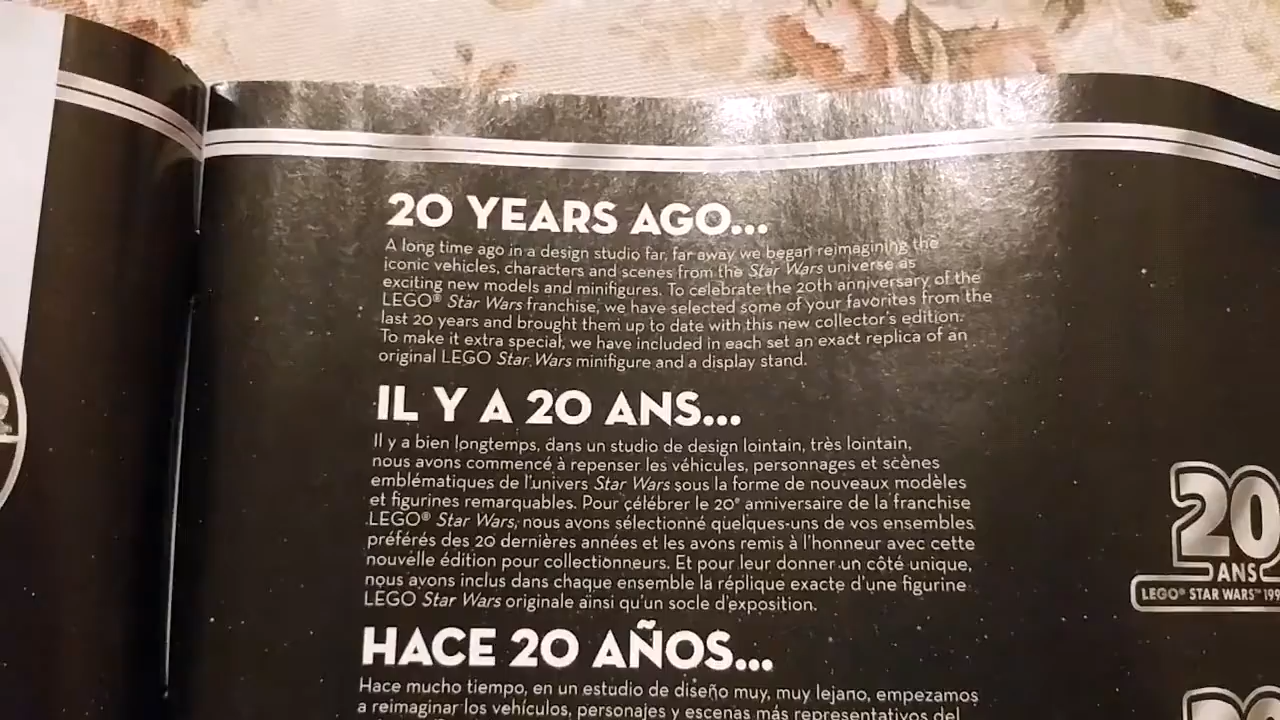 20 YEARS AGO...
A long time ago in a design studio far, far away we began reimagining the
iconic vehicles, characters and scenes from the Star Wars universe as
exciting new models and minifigures. To celebrate the 20th anniversary of the
LEGO® Star Wars franchise, we have selected some of your favorites from the
last 20 years and brought them up to date with this new collector's edition.
To make it extra special, we have included in each set an exact replica of an
original LEGO Star Wars minifigure and a display stand.
IL Y A 20 ANS...
Il y a bien longtemps, dans un studio de design lointain, très lointain,
nous avons commencé à repenser les véhicules, personnages et scènes
emblématiques de l'univers Star Wars sous la forme de nouveaux modèles
et figurines remarquables. Pour célébrer le 20e anniversaire de la franchise
LEGO® Star Wars, nous avons sélectionné quelques-uns de vos ensembles
préférés des 20 dernières années et les avons remis à l'honneur avec cette
nouvelle édition pour collectionneurs. Et pour leur donner un côté unique,
nous avons inclus dans chaque ensemble la réplique exacte d'une figurine
LEGO Star Wars originale ainsi qu'un socle d'exposition.
HACE 20 AÑOS...
Hace mucho tiempo, en un estudio de diseño muy, muy lejano, empezamos
a reimaginar los vehículos, personajes y escenas más representativos del
20
ANS
LEGO® STAR WARS™ 199
20